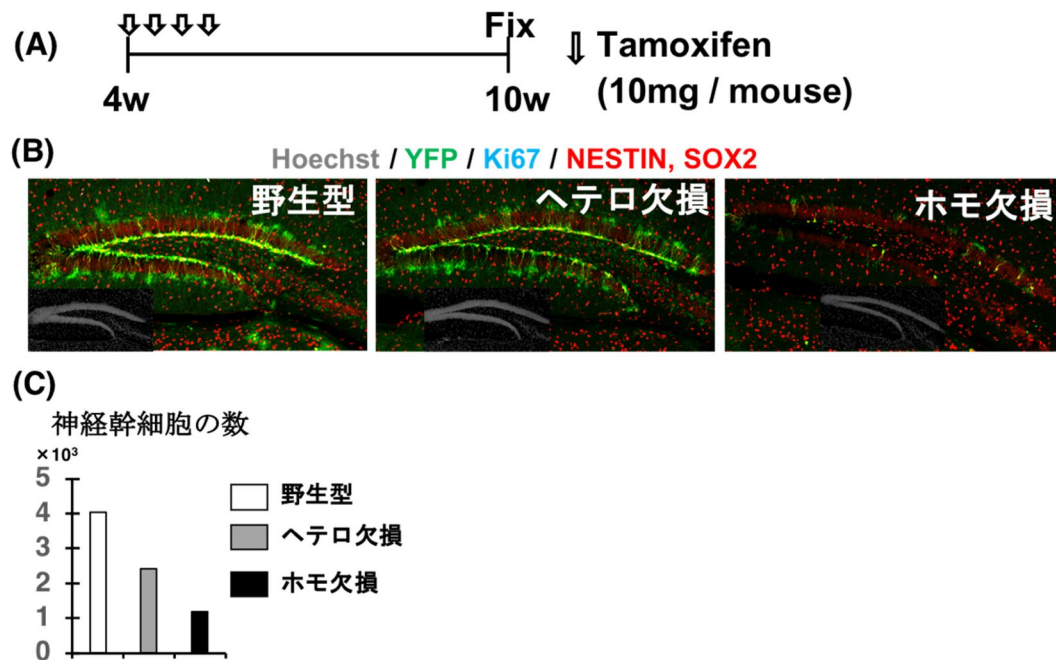 (A)
Fix
Tamoxifen
(10mg / mouse)
4w
10w
(B)
Hoechst / YFP / Ki67 / NESTIN, SOX2
野生型
ヘテロ欠損
ホモ欠損
(C)
神経幹細胞の数
×10³
5
4
3
2
1
0
野生型
ヘテロ欠損
ホモ欠損